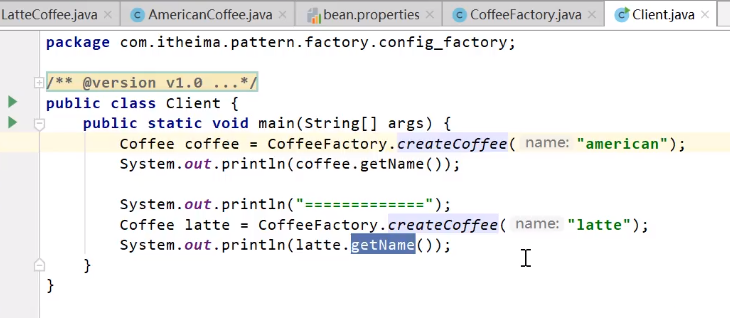 LatteCoffee.java × AmericanCoffee.java × bean.properties × CoffeeFactory.java × Client.java ×
package com.itheima.pattern.factory.config_factory;
/** @version v1.0 ...*/
public class Client {
public static void main(String[] args) {
Coffee coffee = CoffeeFactory.createCoffee( name: "american");
System.out.println(coffee.getName());
System.out.println("=============");
Coffee latte = CoffeeFactory.createCoffee( name: "latte");
System.out.println(latte.getName());
}
}